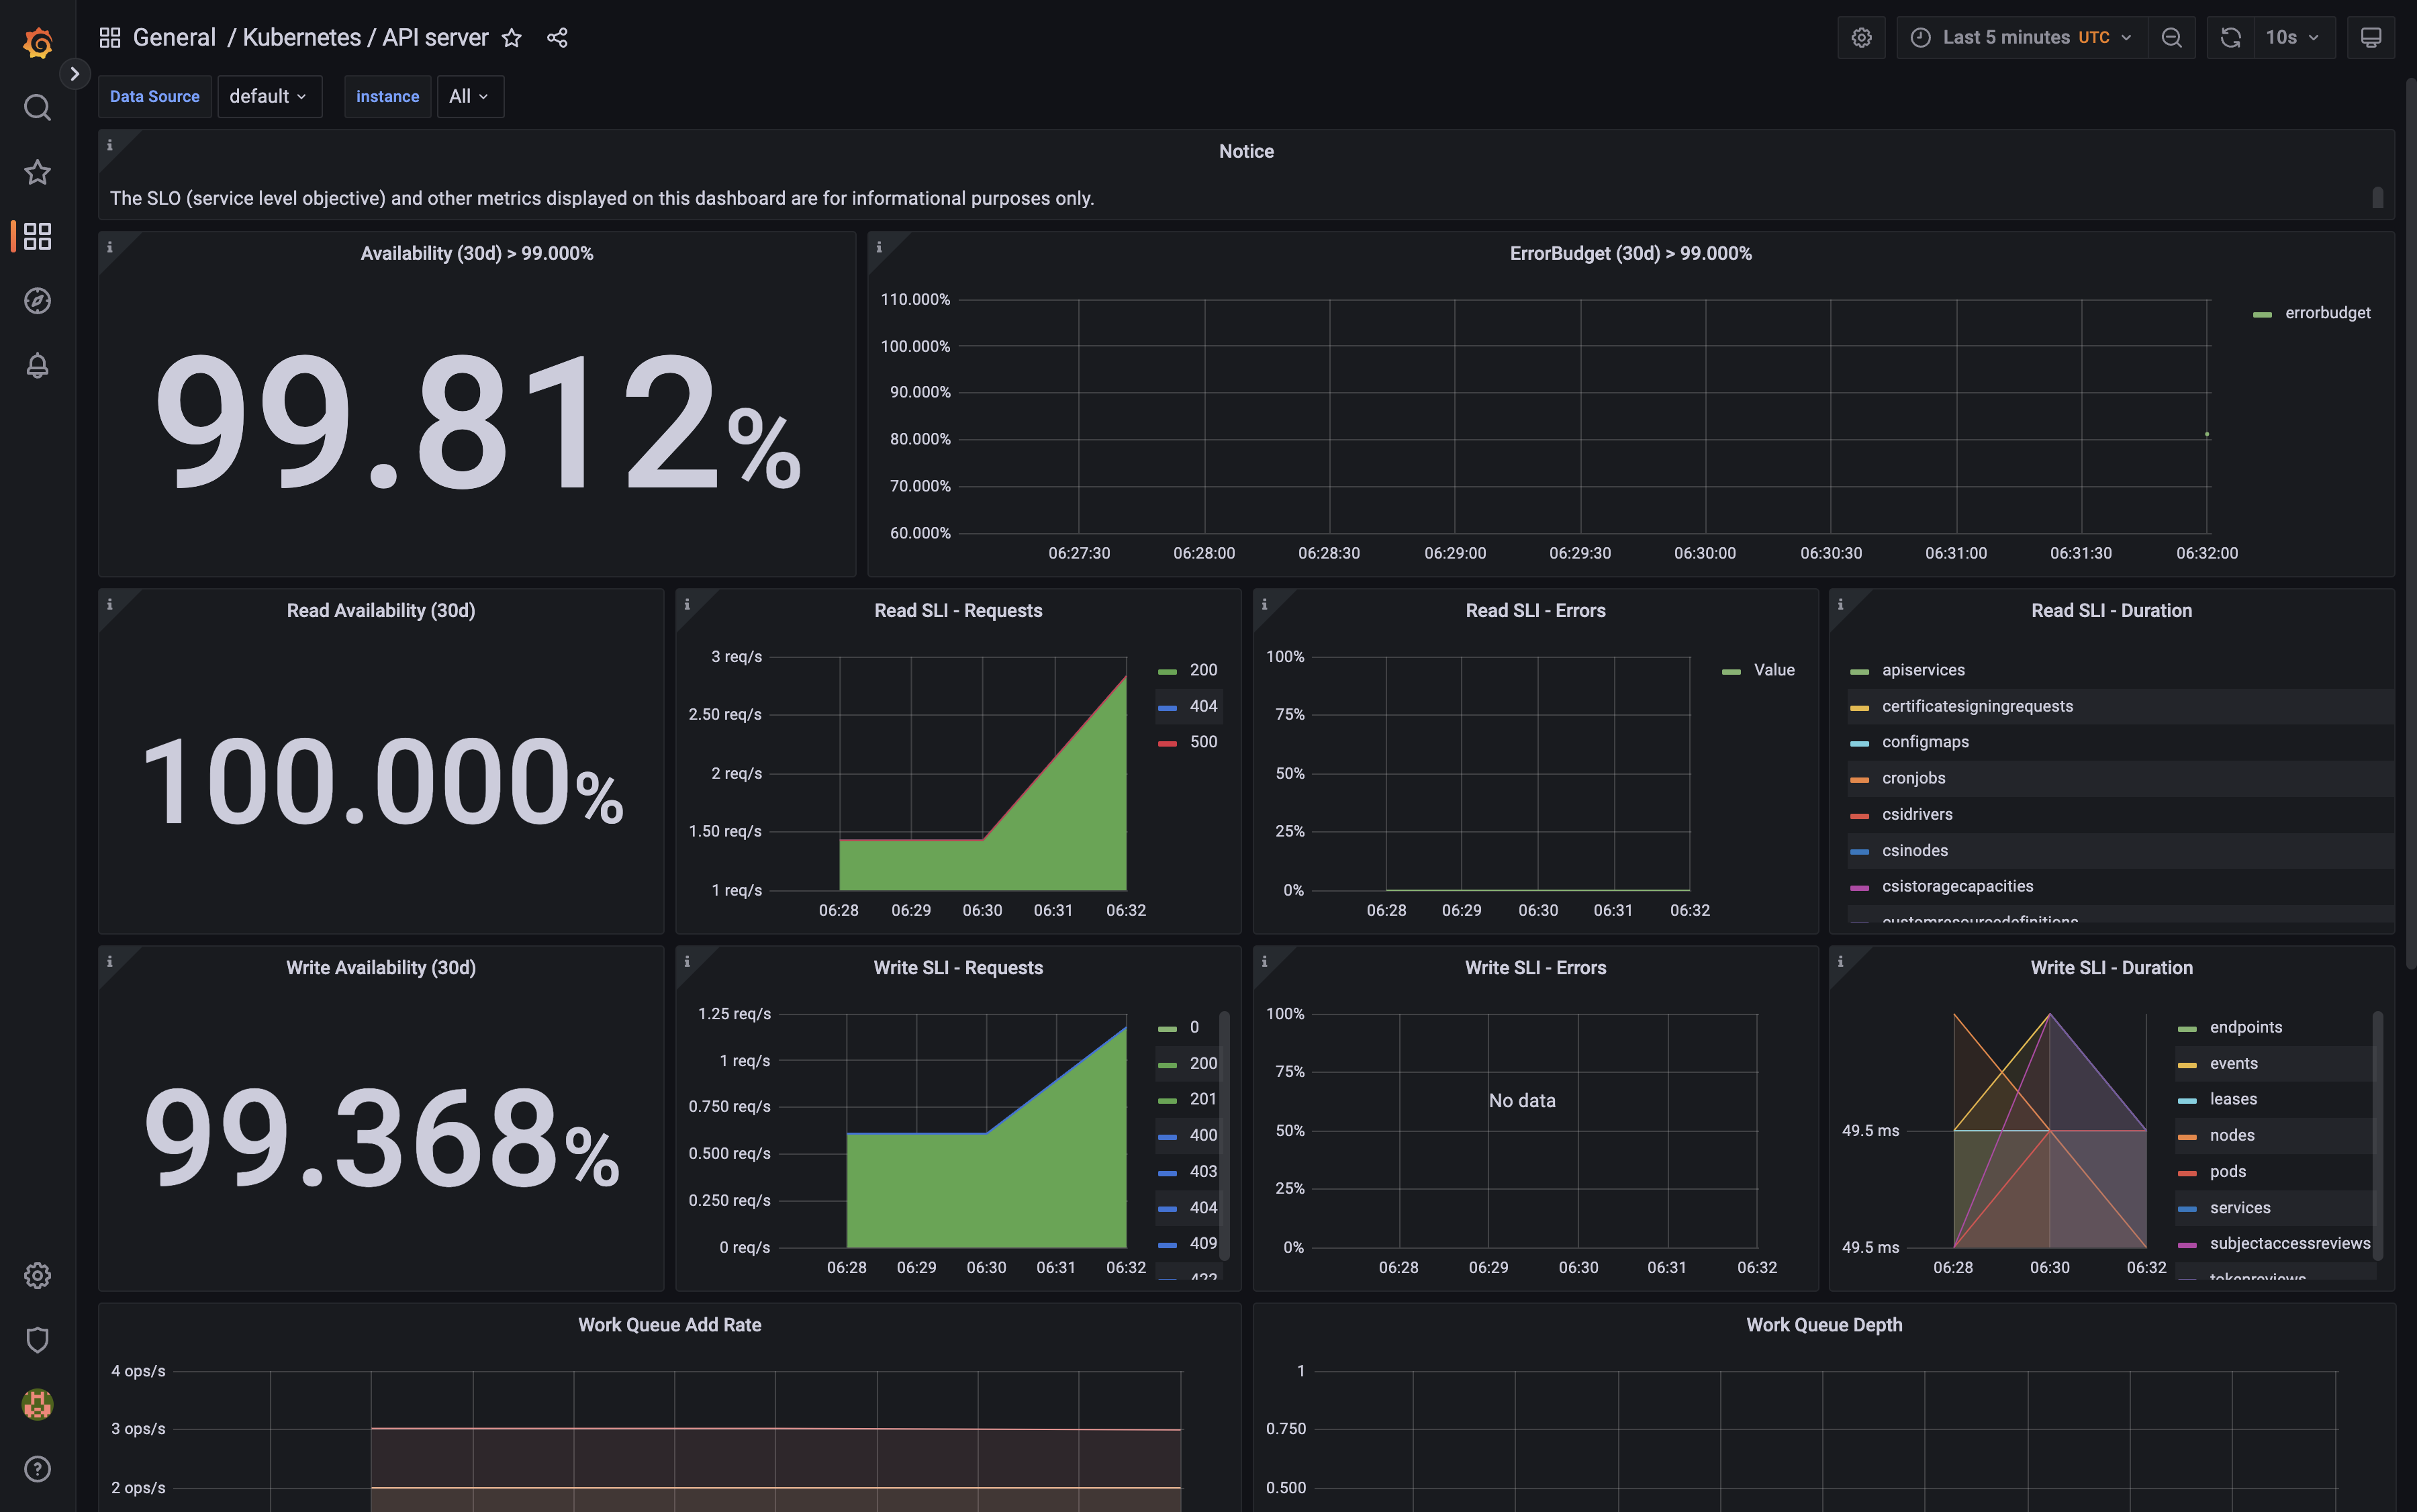 General / Kubernetes / API server
Last 5 minutes UTC
10s
Data Source default instance All
Notice
The SLO (service level objective) and other metrics displayed on this dashboard are for informational purposes only.
Availability (30d) > 99.000%
99.812%
ErrorBudget (30d) > 99.000%
110.000%
100.000%
90.000%
80.000%
70.000%
60.000%
06:27:30 06:28:00 06:28:30 06:29:00 06:29:30 06:30:00 06:30:30 06:31:00 06:31:30 06:32:00
errorbudget
Read Availability (30d)
100.000%
Read SLI - Requests
3 req/s
2.50 req/s
2 req/s
1.50 req/s
1 req/s
06:28 06:29 06:30 06:31 06:32
200
404
500
Read SLI - Errors
100%
75%
50%
25%
0%
06:28 06:29 06:30 06:31 06:32
Value
Read SLI - Duration
apiservices
certificatesigningrequests
configmaps
cronjobs
csidrivers
csinodes
csistoragecapacities
customresourcedefinitions
Write Availability (30d)
99.368%
Write SLI - Requests
1.25 req/s
1 req/s
0.750 req/s
0.500 req/s
0.250 req/s
0 req/s
06:28 06:29 06:30 06:31 06:32
0
200
201
400
403
404
409
422
Write SLI - Errors
100%
75%
50%
25%
0%
No data
06:28 06:29 06:30 06:31 06:32
Write SLI - Duration
49.5 ms
49.5 ms
06:28 06:30 06:32
endpoints
events
leases
nodes
pods
services
subjectaccessreviews
tokenreviews
Work Queue Add Rate
4 ops/s
3 ops/s
2 ops/s
Work Queue Depth
1
0.750
0.500